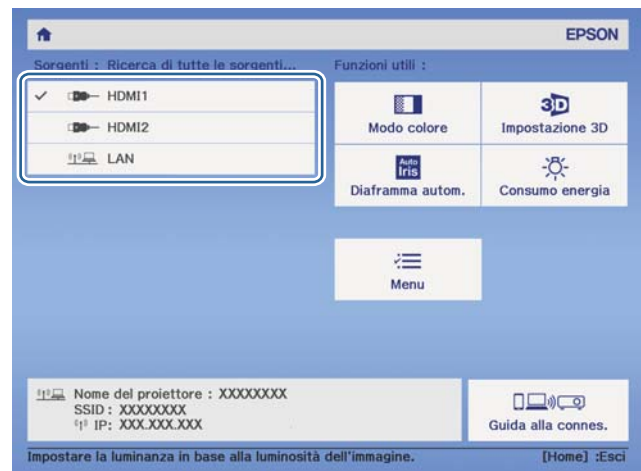 EPSON
Sorgenti : Ricerca di tutte le sorgenti...
Funzioni utili :
HDMI1
HDMI2
LAN
Modo colore
Impostazione 3D
Auto
Iris
Diaframma autom.
Consumo energia
Menu
Nome del proiettore : XXXXXXXX
SSID : XXXXXXXX
IP: XXX.XXX.XXX
Guida alla connes.
Impostare la luminanza in base alla luminosità dell'immagine.
[Home] :Esci